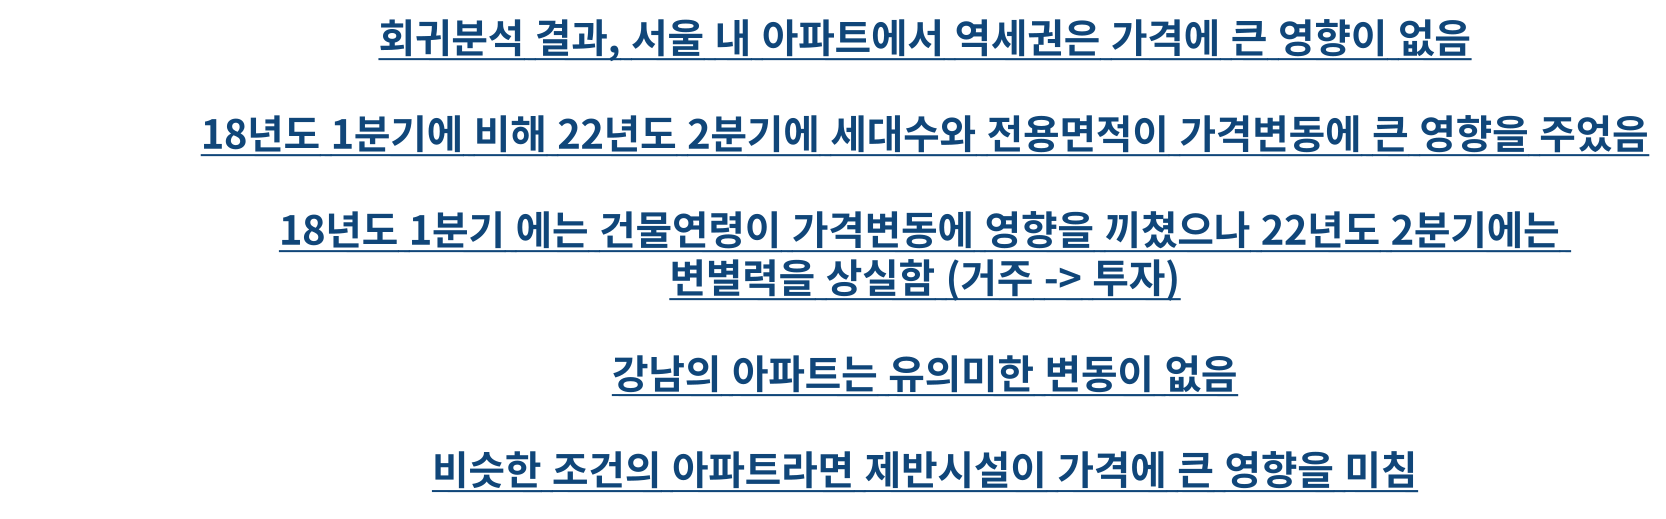 회귀분석 결과, 서울 내 아파트에서 역세권은 가격에 큰 영향이 없음
18년도 1분기에 비해 22년도 2분기에 세대수와 전용면적이 가격변동에 큰 영향을 주었음
18년도 1분기 에는 건물연령이 가격변동에 영향을 끼쳤으나 22년도 2분기에는
변별력을 상실함 (거주 -> 투자)
강남의 아파트는 유의미한 변동이 없음
비슷한 조건의 아파트라면 제반시설이 가격에 큰 영향을 미침